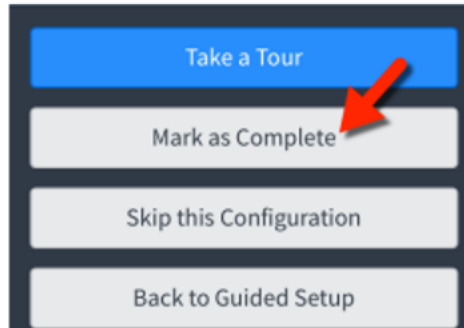 Take a Tour
Mark as Complete
Skip this Configuration
Back to Guided Setup